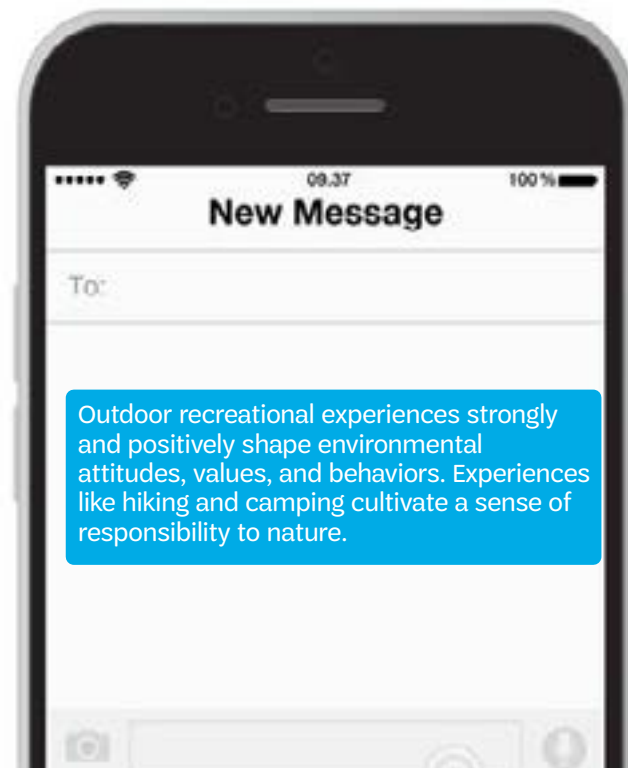 09.37
100%
New Message
To:
Outdoor recreational experiences strongly
and positively shape environmental
attitudes, values, and behaviors. Experiences
like hiking and camping cultivate a sense of
responsibility to nature.